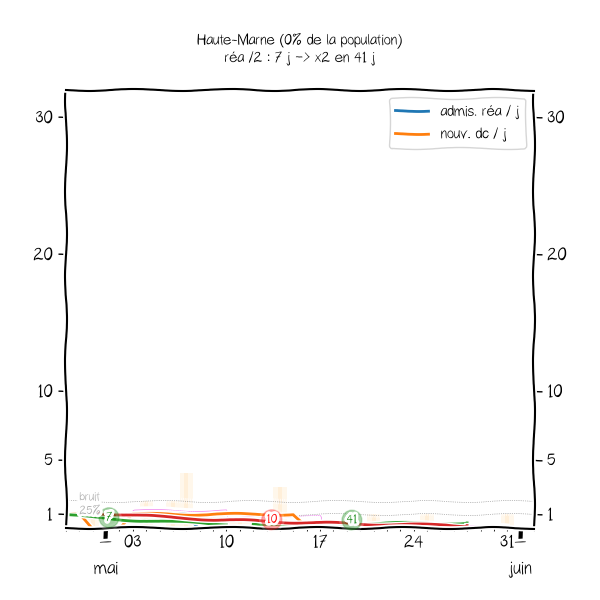 Haute-Marne (0% de la population)
réa /2 : 7 j -> x2 en 41 j
admis. réa / j
nouv. dc / j
30
30
20
20
10
10
5
5
bruit
25%
1
1
7
10
41
03
10
17
24
31
mai
juin